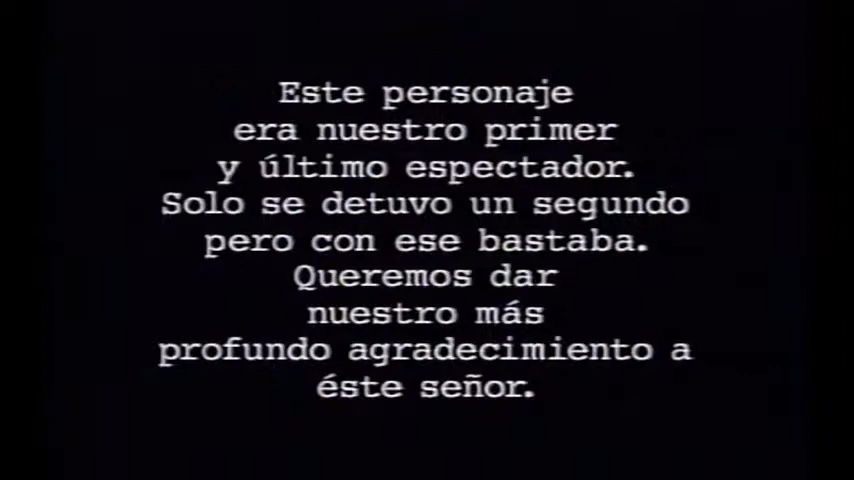 Este personaje
era nuestro primer
y último espectador.
Solo se detuvo un segundo
pero con ese bastaba.
Queremos dar
nuestro más
profundo agradecimiento a
éste señor.